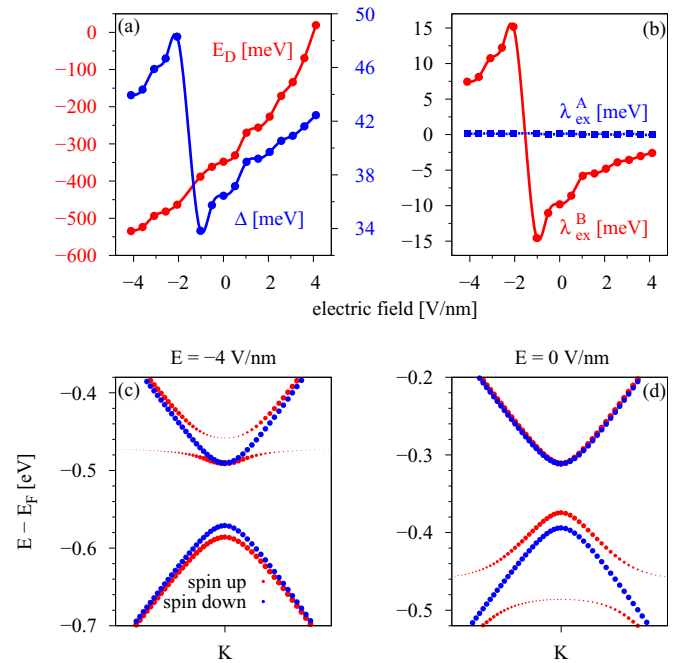 (a)
E_D [meV]
Δ [meV]
0
−100
−200
−300
−400
−500
−600
50
46
42
38
34
−4 −2 0 2 4
(b)
λ_ex^A [meV]
λ_ex^B [meV]
15
10
5
0
−5
−10
−15
−4 −2 0 2 4
electric field [V/nm]
E = −4 V/nm
(c)
−0.4
−0.5
−0.6
−0.7
spin up
spin down
K
E − E_F [eV]
E = 0 V/nm
(d)
−0.2
−0.3
−0.4
−0.5
K